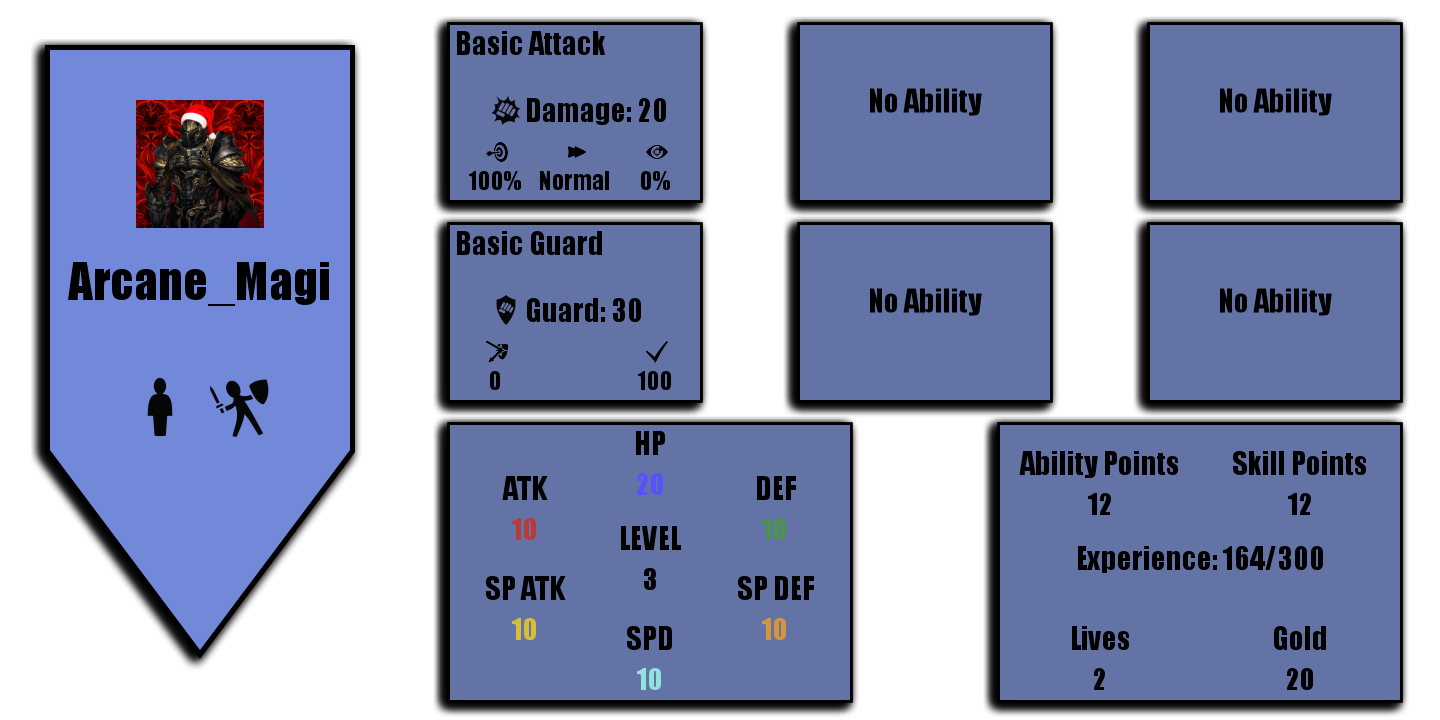 Arcane_Magi
Basic Attack
Damage: 20
100% Normal 0%
No Ability
No Ability
Basic Guard
Guard: 30
0 100
No Ability
No Ability
HP
20
ATK
10
DEF
10
LEVEL
3
SP ATK
10
SP DEF
10
SPD
10
Ability Points
12
Skill Points
12
Experience: 164/300
Lives
2
Gold
20